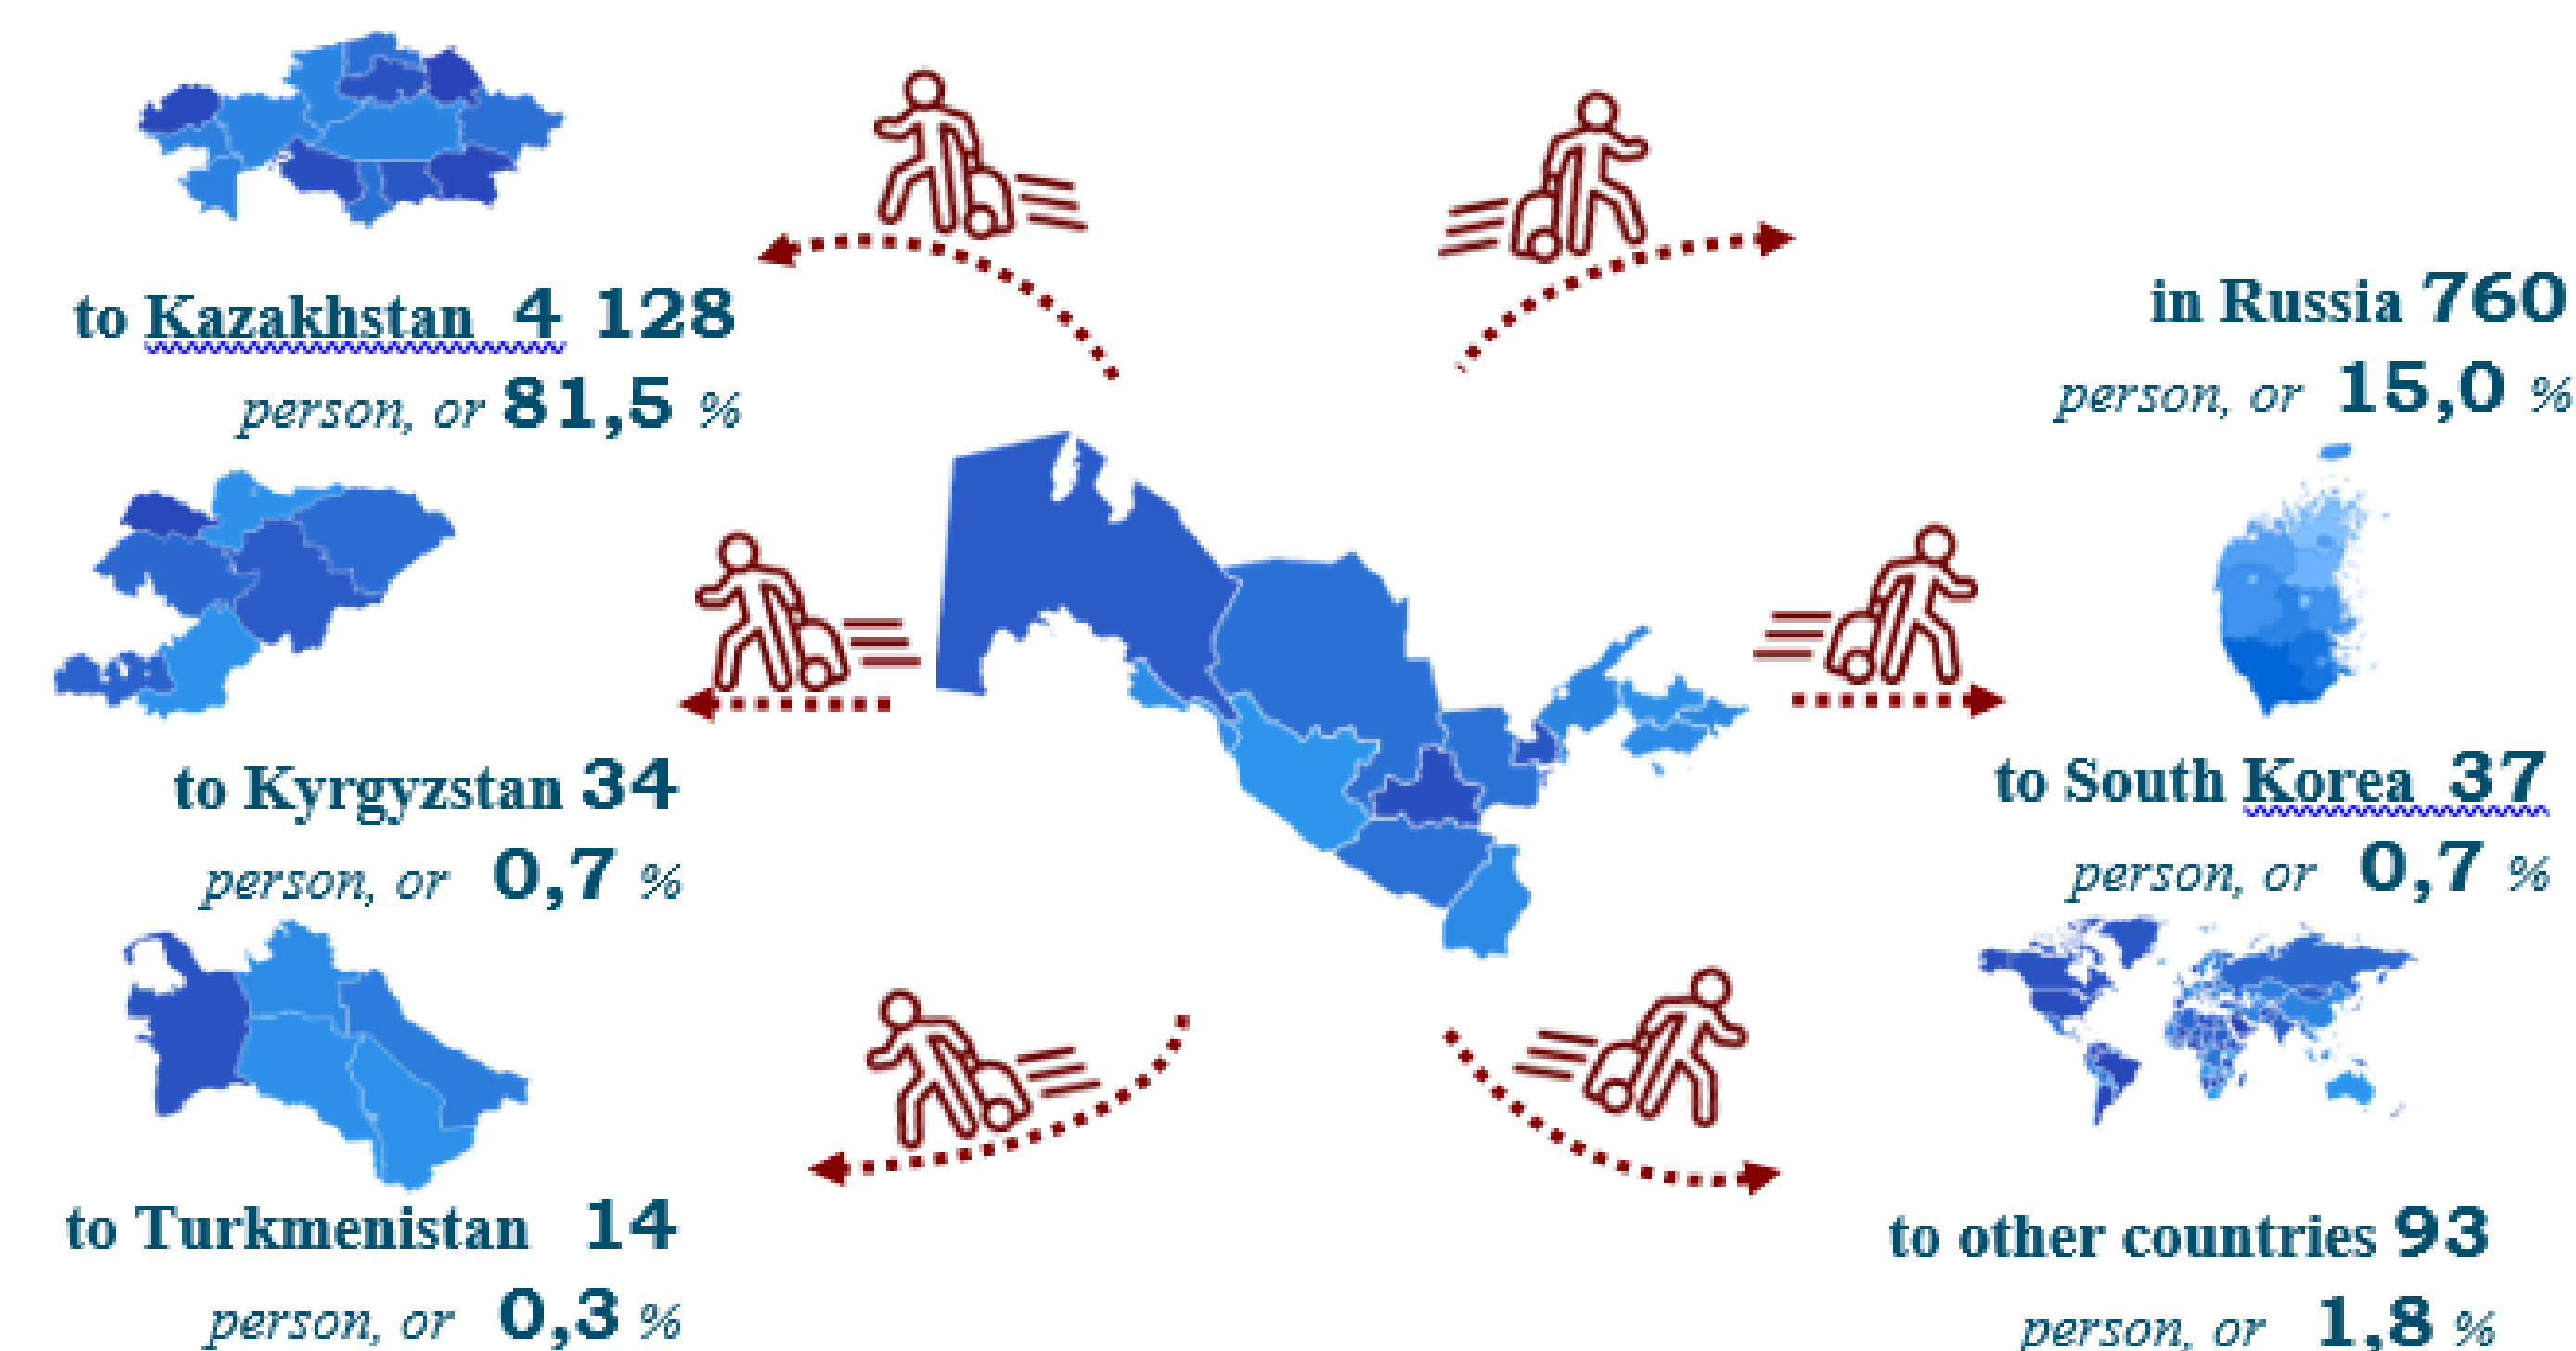 to Kazakhstan 4 128
person, or 81,5 %
in Russia 760
person, or 15,0 %
to Kyrgyzstan 34
person, or 0,7 %
to South Korea 37
person, or 0,7 %
to Turkmenistan 14
person, or 0,3 %
to other countries 93
person, or 1,8 %